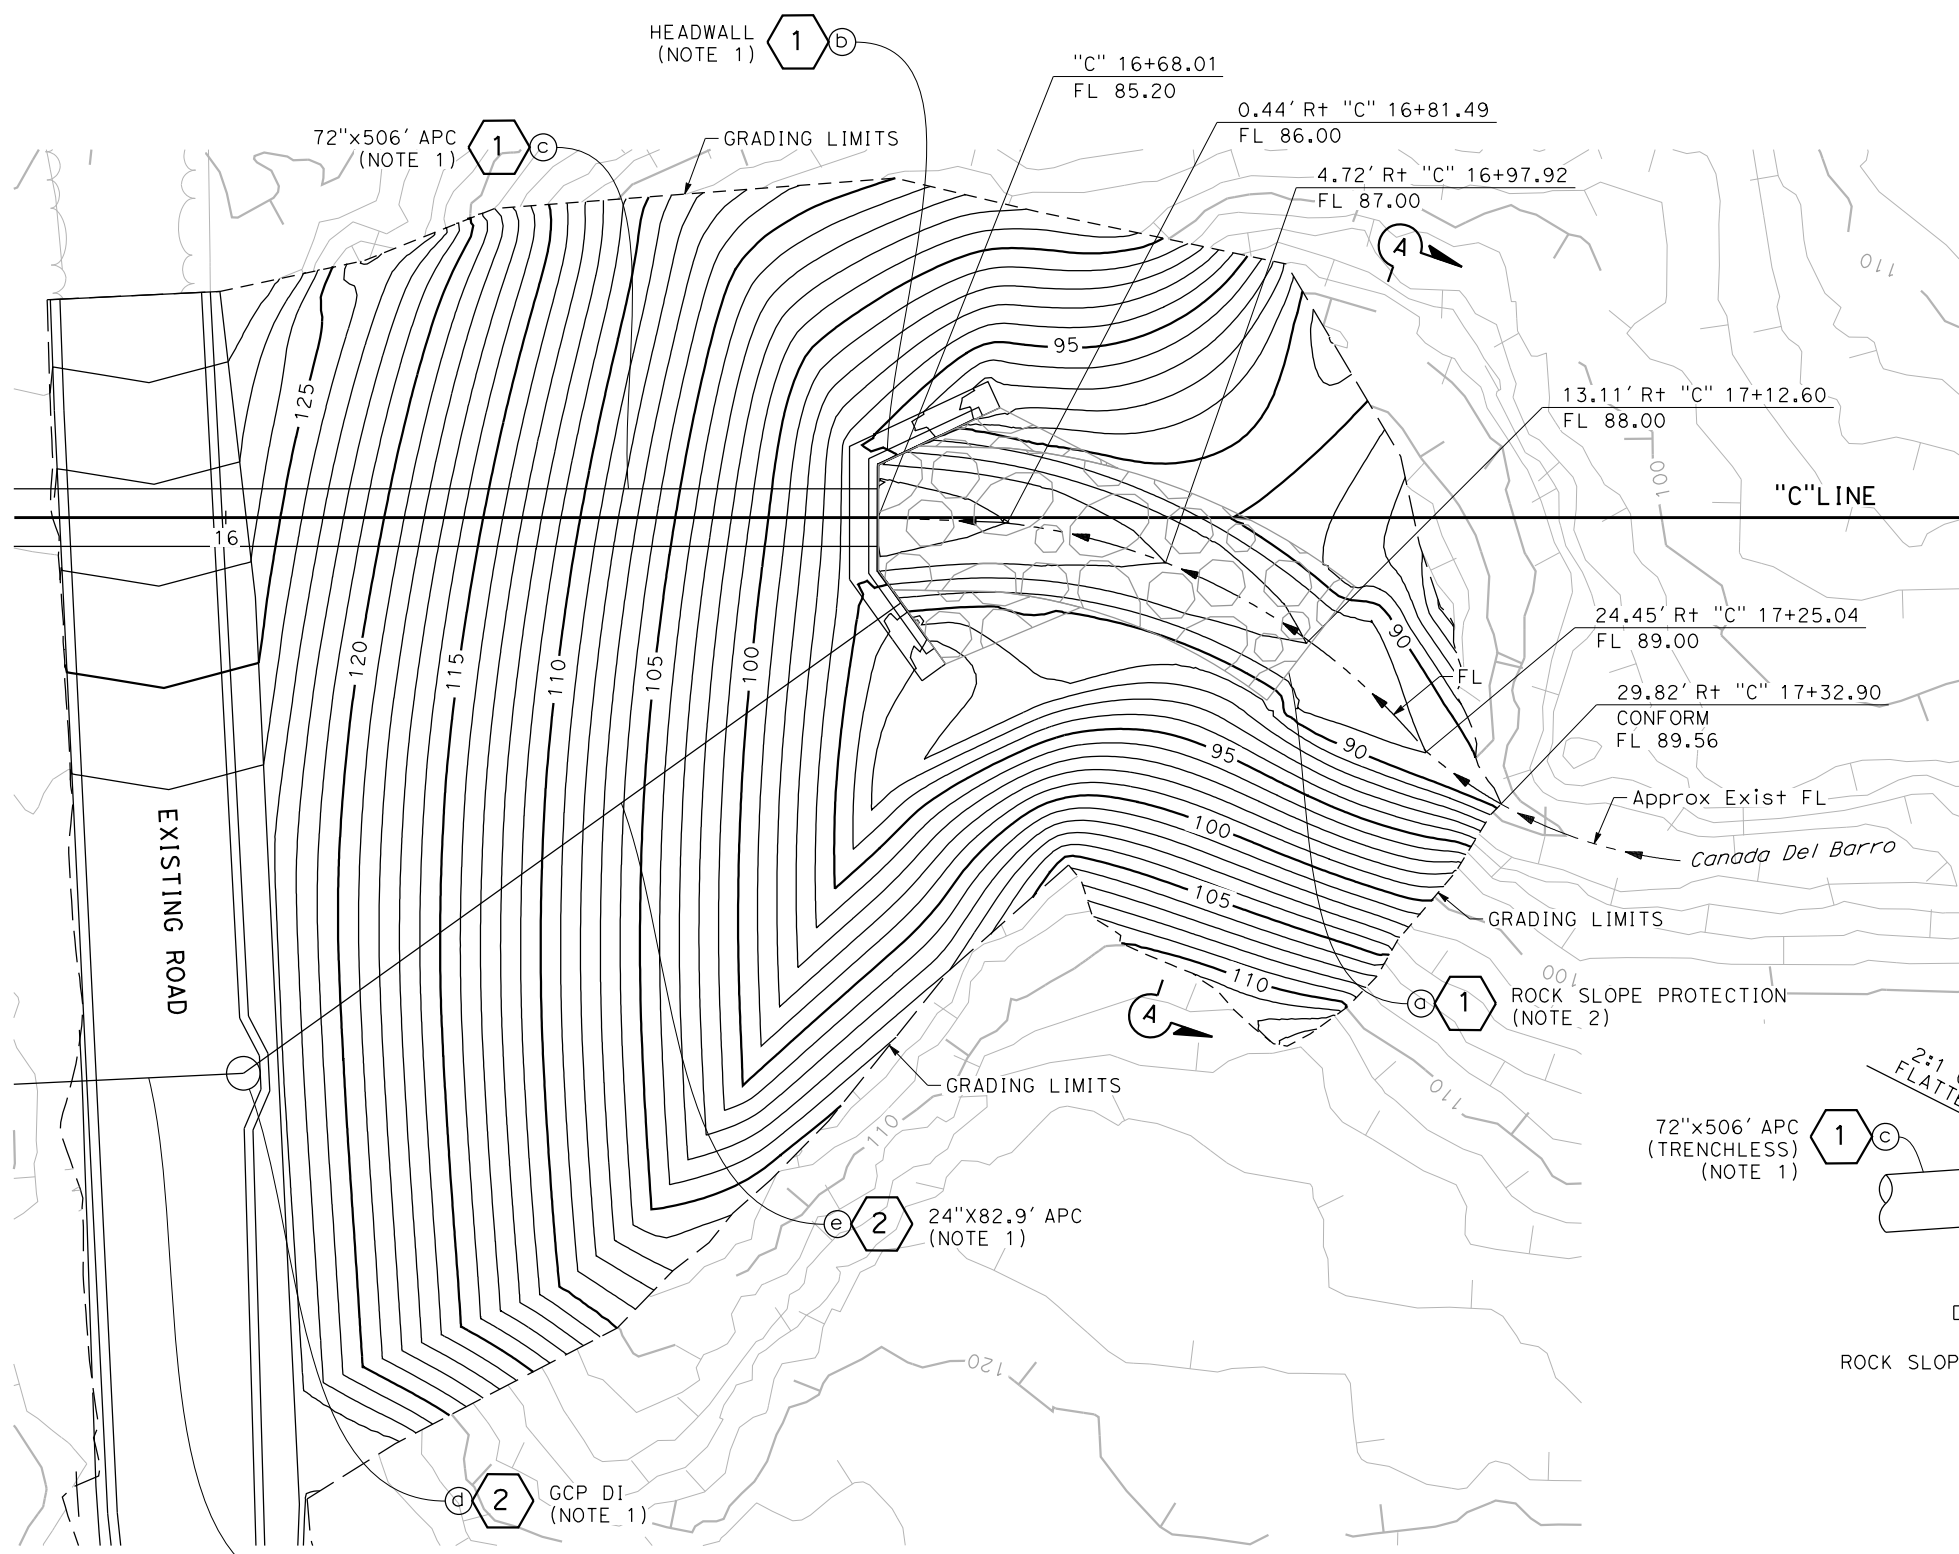 HEADWALL
(NOTE 1)
1
b
"C" 16+68.01
FL 85.20
0.44' Rt "C" 16+81.49
FL 86.00
72"x506' APC
(NOTE 1)
1
c
GRADING LIMITS
4.72' Rt "C" 16+97.92
FL 87.00
A
110
95
125
13.11' Rt "C" 17+12.60
FL 88.00
100
"C"LINE
16
24.45' Rt "C" 17+25.04
FL 89.00
90
FL
120
115
110
105
100
29.82' Rt "C" 17+32.90
CONFORM
FL 89.56
95
90
Approx Exist FL
Canada Del Barro
100
EXISTING ROAD
105
GRADING LIMITS
110
100
a
1
ROCK SLOPE PROTECTION
(NOTE 2)
A
GRADING LIMITS
110
110
2:1
FLATTE
72"x506' APC
(TRENCHLESS)
(NOTE 1)
1
c
e
2
24"X82.9' APC
(NOTE 1)
120
ROCK SLOP
d
2
GCP DI
(NOTE 1)